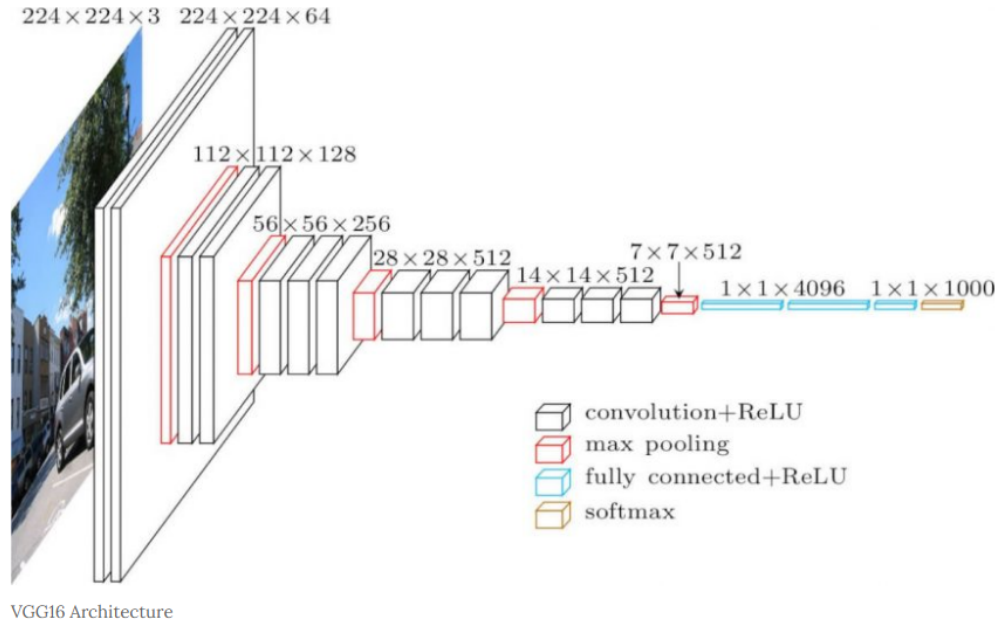 224×224×3
224×224×64
112×112×128
56×56×256
28×28×512
14×14×512
7×7×512
1×1×4096
1×1×1000
convolution+ReLU
max pooling
fully connected+ReLU
softmax
VGG16 Architecture